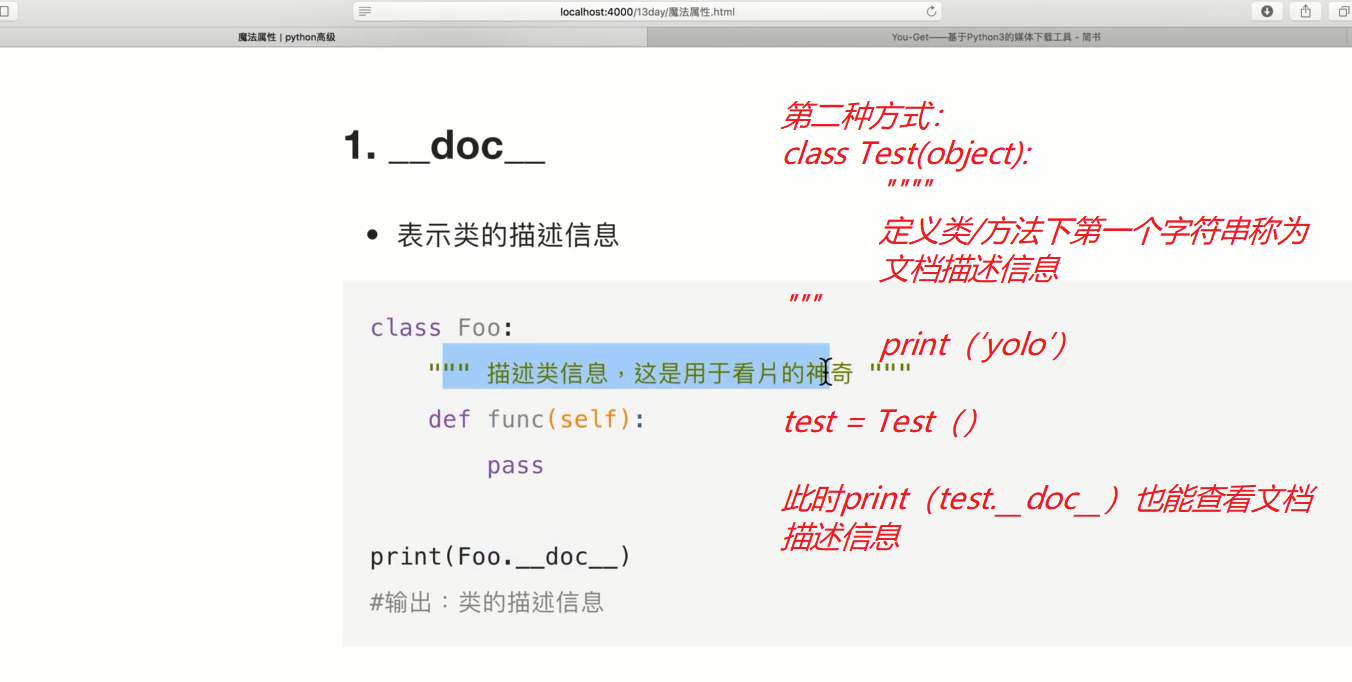 localhost:4000/13day/魔法属性.html
魔法属性 | python高级
You-Get——基于Python3的媒体下载工具 - 简书
1. __doc__
• 表示类的描述信息
class Foo:
""" 描述类信息，这是用于看片的神奇 """
def func(self):
pass
print(Foo.__doc__)
#输出：类的描述信息
第二种方式：
class Test(object):
""""
定义类/方法下第一个字符串称为
文档描述信息
"""
print（‘yolo’）
test = Test（）
此时print（test.__doc__）也能查看文档
描述信息